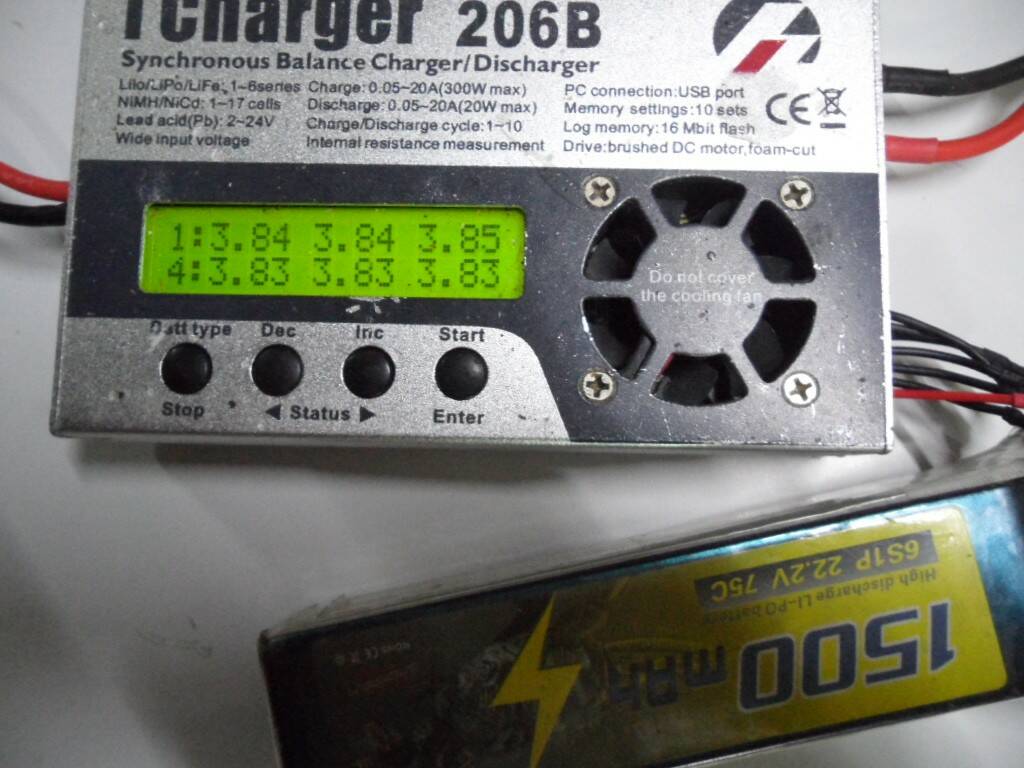 Charger 206B
Synchronous Balance Charger/Discharger
LiIo/LiPo/LiFe: 1~6series Charge: 0.05~20A(300W max) PC connection:USB port
NiMH/NiCd: 1~17 cells Discharge: 0.05~20A(20W max) Memory settings:10 sets
Lead acid(Pb): 2~24V Charge/Discharge cycle:1~10 Log memory:16 Mbit flash
Wide input voltage Internal resistance measurement Drive:brushed DC motor,foam-cut
CE
1:3.84 3.84 3.85
4:3.83 3.83 3.83
Do not cover
the cooling fan
Batt type Dec Inc Start
Stop ◀ Status ▶ Enter
1500mAh
High discharge LI-PO battery
6S1P 22.2V 75C